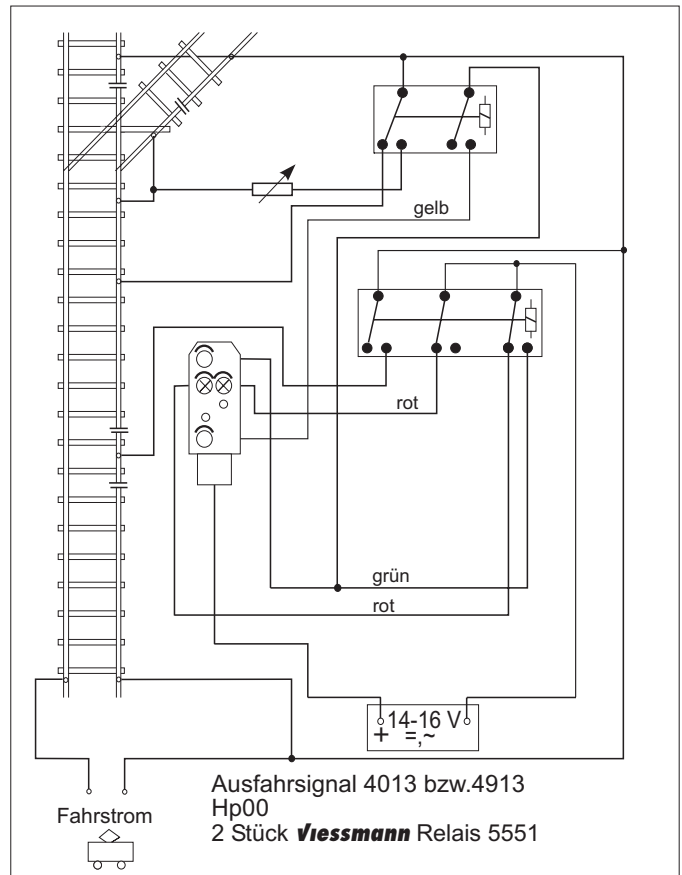 gelb
rot
grün
rot
14-16 V
+ =,~
Fahrstrom
Ausfahrsignal 4013 bzw.4913
Hp00
2 Stück viessmann Relais 5551